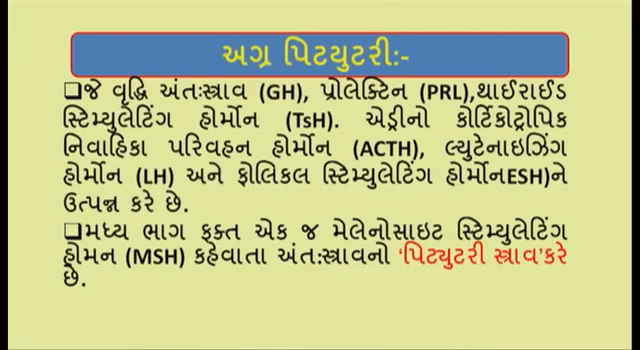 અગ્ર પિટયુટરી:-
❑જે વૃદ્ધિ અંતઃસ્ત્રાવ (GH), પ્રોલેક્ટિન (PRL),થાઈરાઈડ
સ્ટિમ્યુલેટિંગ હોર્મોન (TsH). એડ્રીનો કોર્ટિકોટ્રોપિક
નિવાહિકા પરિવહન હોર્મોન (ACTH), લ્યુટેનાઇઝિંગ
હોર્મોન (LH) અને ફોલિકલ સ્ટિમ્યુલેટિંગ હોર્મોનESH)ને
ઉત્પન્ન કરે છે.
❑મધ્ય ભાગ ફક્ત એક જ મેલેનોસાઇટ સ્ટિમ્યુલેટિંગ
હોમન (MSH) કહેવાતા અંત:સ્ત્રાવનો ‘પિટ્યુટરી સ્ત્રાવ’કરે
છે.